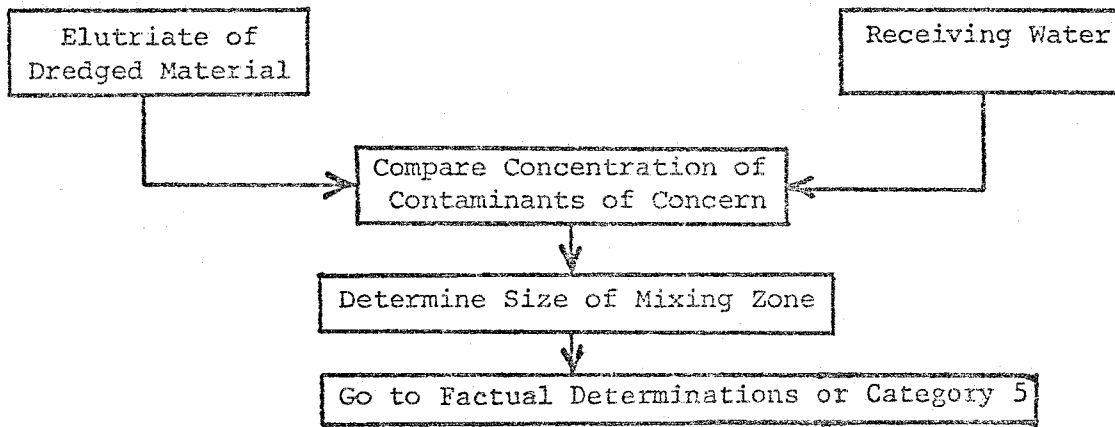 Elutriate of
Dredged Material
Receiving Water
Compare Concentration of
Contaminants of Concern
Determine Size of Mixing Zone
Go to Factual Determinations or Category 5